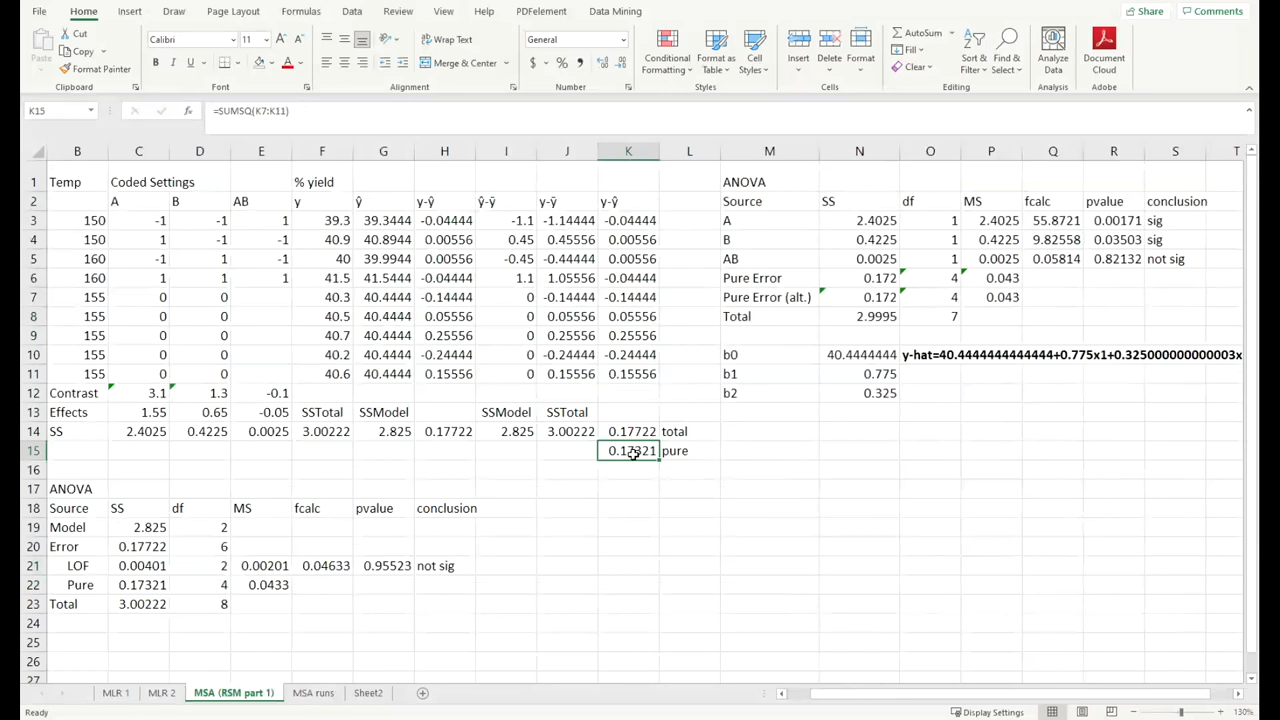 File Home Insert Draw Page Layout Formulas Data Review View Help PDFelement Data Mining Share Comments
Paste Cut Copy Format Painter Clipboard
Calibri 11 A A B I U A Font
Wrap Text Merge & Center Alignment
General $ % Number
Conditional Formatting Format as Table Cell Styles Styles
Insert Delete Format Cells
AutoSum Fill Clear Sort & Filter Find & Select Editing
Analyze Data Analysis
Document Cloud Adobe
K15 fx =SUMSQ(K7:K11)
B C D E F G H I J K L M N O P Q R S T
1 Temp Coded Settings % yield ANOVA
2 A B AB y ŷ y-ŷ ŷ-ȳ y-ȳ y-ŷ Source SS df MS fcalc pvalue conclusion
3 150 -1 -1 1 39.3 39.3444 -0.04444 -1.1 -1.14444 -0.04444 A 2.4025 1 2.4025 55.8721 0.00171 sig
4 150 1 -1 -1 40.9 40.8944 0.00556 0.45 0.45556 0.00556 B 0.4225 1 0.4225 9.82558 0.03503 sig
5 160 -1 1 -1 40 39.9944 0.00556 -0.45 -0.44444 0.00556 AB 0.0025 1 0.0025 0.05814 0.82132 not sig
6 160 1 1 1 41.5 41.5444 -0.04444 1.1 1.05556 -0.04444 Pure Error 0.172 4 0.043
7 155 0 0 40.3 40.4444 -0.14444 0 -0.14444 -0.14444 Pure Error (alt.) 0.172 4 0.043
8 155 0 0 40.5 40.4444 0.05556 0 0.05556 0.05556 Total 2.9995 7
9 155 0 0 40.7 40.4444 0.25556 0 0.25556 0.25556
10 155 0 0 40.2 40.4444 -0.24444 0 -0.24444 -0.24444 b0 40.4444444 y-hat=40.4444444444444+0.775x1+0.325000000000003x
11 155 0 0 40.6 40.4444 0.15556 0 0.15556 0.15556 b1 0.775
12 Contrast 3.1 1.3 -0.1 b2 0.325
13 Effects 1.55 0.65 -0.05 SSTotal SSModel SSModel SSTotal
14 SS 2.4025 0.4225 0.0025 3.00222 2.825 0.17722 2.825 3.00222 0.17722 total
15 0.17321 pure
16
17 ANOVA
18 Source SS df MS fcalc pvalue conclusion
19 Model 2.825 2
20 Error 0.17722 6
21 LOF 0.00401 2 0.00201 0.04633 0.95523 not sig
22 Pure 0.17321 4 0.0433
23 Total 3.00222 8
24
25
26
27
MLR 1 MLR 2 MSA (RSM part 1) MSA runs Sheet2
Ready Display Settings 130%